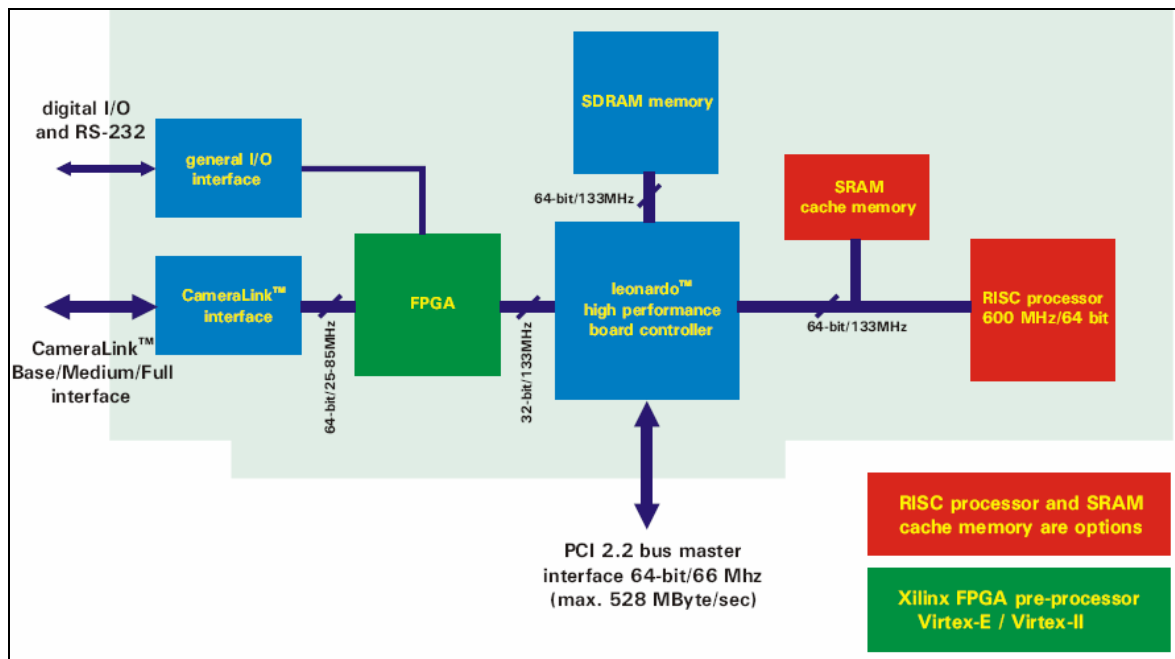 digital I/O
and RS-232
general I/O
interface
SDRAM memory
64-bit/133MHz
SRAM
cache memory
CameraLink™
interface
FPGA
leonardo™
high performance
board controller
RISC processor
600 MHz/64 bit
64-bit/133MHz
CameraLink™
Base/Medium/Full
interface
64-bit/25-85MHz
32-bit/133MHz
PCI 2.2 bus master
interface 64-bit/66 Mhz
(max. 528 MByte/sec)
RISC processor and SRAM
cache memory are options
Xilinx FPGA pre-processor
Virtex-E / Virtex-II